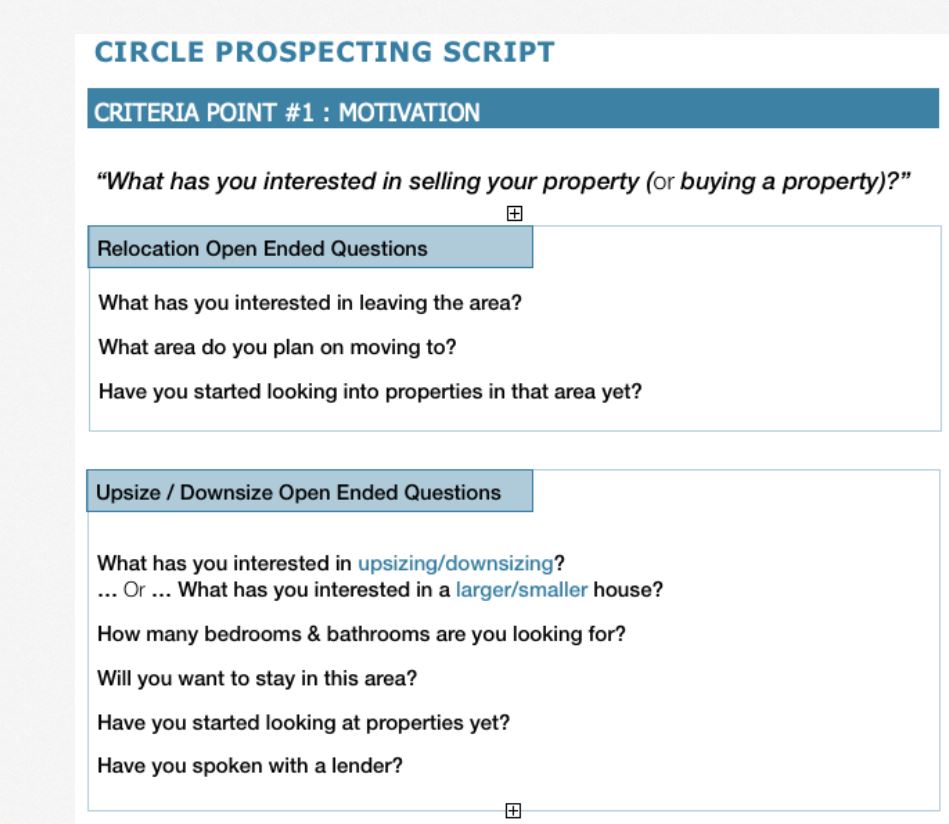 CIRCLE PROSPECTING SCRIPT
CRITERIA POINT #1 : MOTIVATION
“What has you interested in selling your property (or buying a property)?”
Relocation Open Ended Questions
What has you interested in leaving the area?
What area do you plan on moving to?
Have you started looking into properties in that area yet?
Upsize / Downsize Open Ended Questions
What has you interested in upsizing/downsizing?
... Or ... What has you interested in a larger/smaller house?
How many bedrooms & bathrooms are you looking for?
Will you want to stay in this area?
Have you started looking at properties yet?
Have you spoken with a lender?